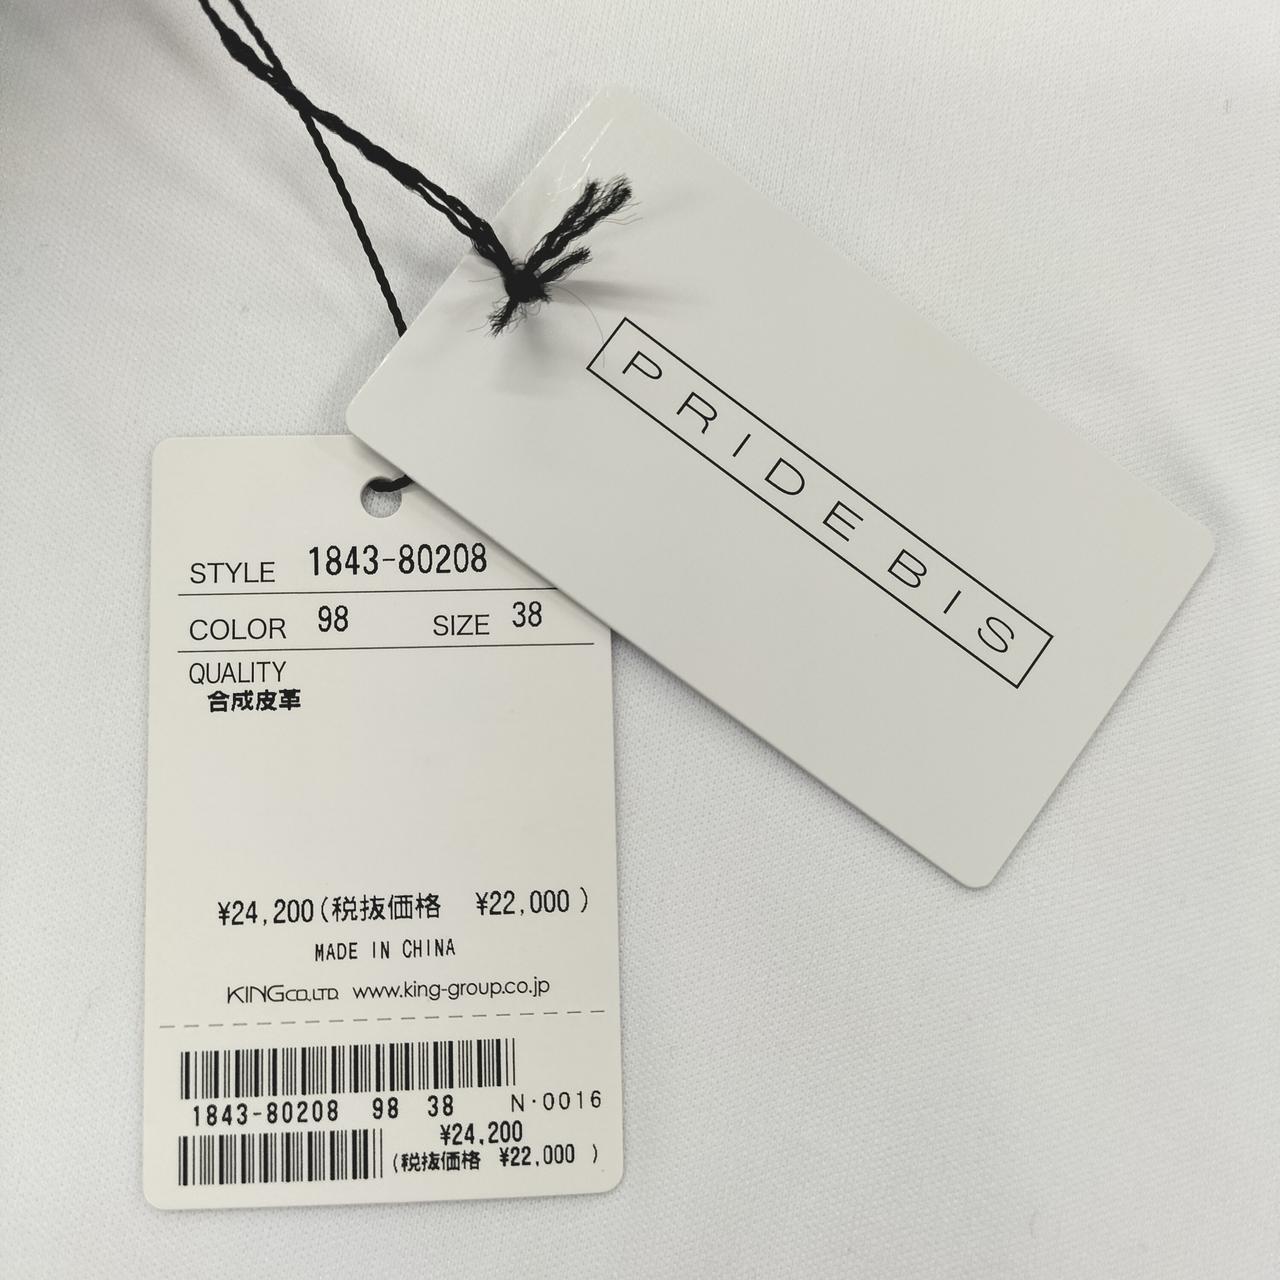 PRIDE BIS
STYLE 1843-80208
COLOR 98 SIZE 38
QUALITY
合成皮革
¥24,200(税抜価格 ¥22,000)
MADE IN CHINA
KING CO.,LTD. www.king-group.co.jp
1843-80208 98 38 N·0016
¥24,200
(税抜価格 ¥22,000 )